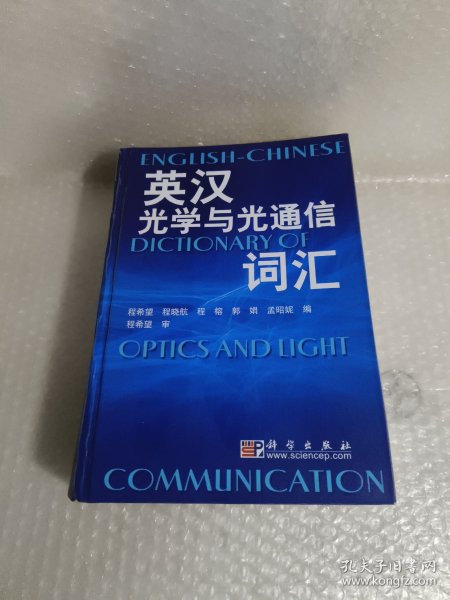 ENGLISH-CHINESE
英汉
光学与光通信
DICTIONARY OF
词汇
程希望 程晓航 程 榕 郭 娟 孟昭妮 编
程希望 审
OPTICS AND LIGHT
科学出版社
www.sciencep.com
COMMUNICATION
孔夫子旧书网
www.kongfz.com